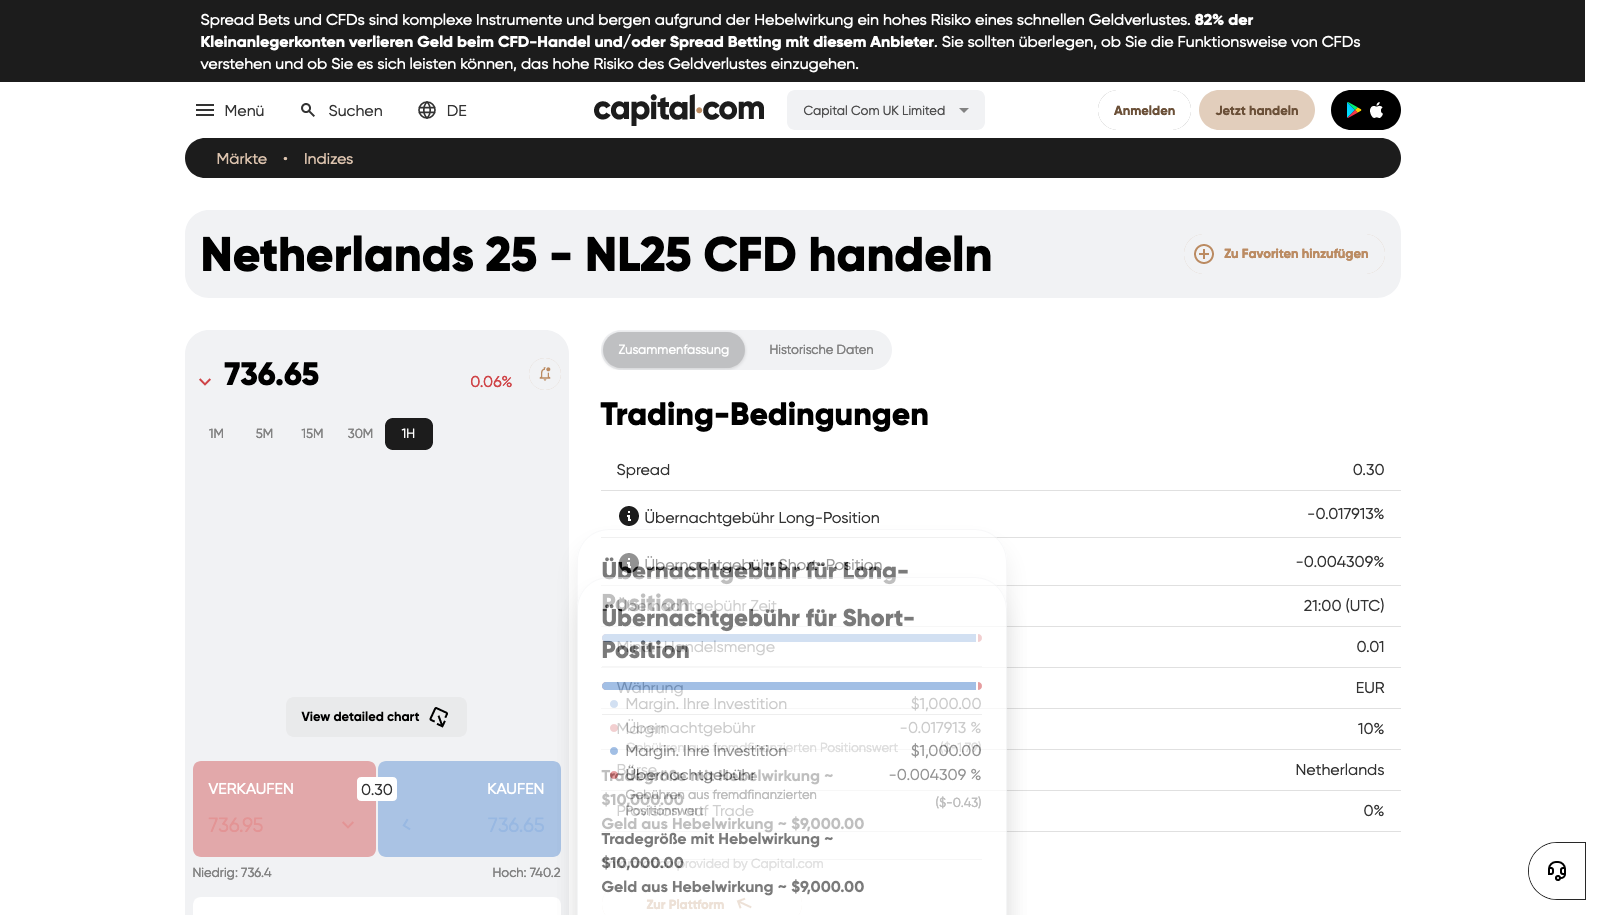 Spread Bets und CFDs sind komplexe Instrumente und bergen aufgrund der Hebelwirkung ein hohes Risiko eines schnellen Geldverlustes. 82% der
Kleinanlegerkonten verlieren Geld beim CFD-Handel und/oder Spread Betting mit diesem Anbieter. Sie sollten überlegen, ob Sie die Funktionsweise von CFDs
verstehen und ob Sie es sich leisten können, das hohe Risiko des Geldverlustes einzugehen.
Menü Suchen DE capital.com Capital Com UK Limited Anmelden Jetzt handeln
Märkte • Indizes
Netherlands 25 - NL25 CFD handeln
Zu Favoriten hinzufügen
736.65 0.06%
1M 5M 15M 30M 1H
View detailed chart
VERKAUFEN 0.30 KAUFEN
736.95 736.65
Niedrig: 736.4 Hoch: 740.2
Zusammenfassung Historische Daten
Trading-Bedingungen
Spread 0.30
Übernachtgebühr Long-Position -0.017913%
Übernachtgebühr Short-Position -0.004309%
Übernachtgebühr Zeit 21:00 (UTC)
Handelsmenge 0.01
Währung EUR
Margin 10%
Börse Netherlands
auf Trade 0%
provided by Capital.com
Übernachtgebühr für Long-
Position
Margin. Ihre Investition $1,000.00
Übernachtgebühr -0.017913 %
Gebühren aus fremdfinanzierten Positionswert
Tradegröße mit Hebelwirkung ~
$10,000.00
Geld aus Hebelwirkung ~ $9,000.00
Übernachtgebühr für Short-
Position
Margin. Ihre Investition $1,000.00
Übernachtgebühr -0.004309 %
Gebühren aus fremdfinanzierten
Positionswert ($-0.43)
Tradegröße mit Hebelwirkung ~
$10,000.00
Geld aus Hebelwirkung ~ $9,000.00
Zur Plattform